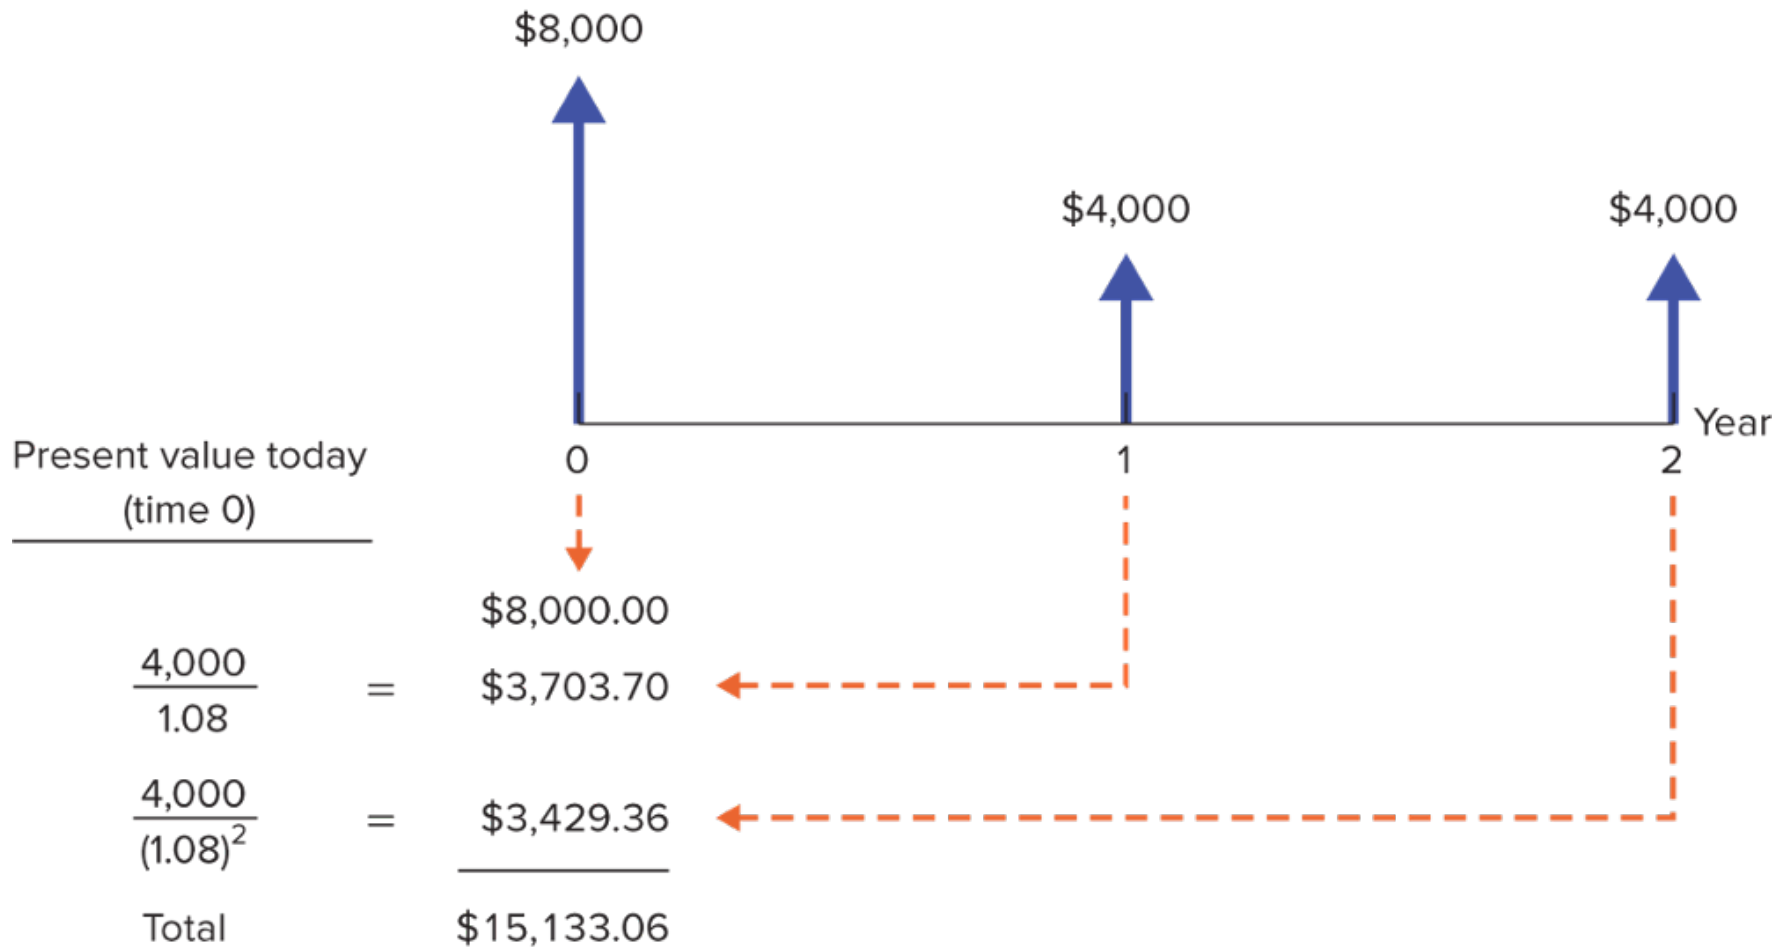 $8,000
$4,000 $4,000
Year
0 1 2
Present value today
(time 0)
$8,000.00
4,000
1.08
= $3,703.70
4,000
(1.08)²
= $3,429.36
Total $15,133.06